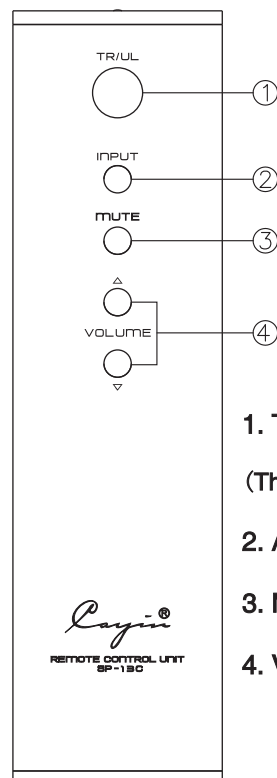 TR/UL
①
INPUT
②
MUTE
③
△
VOLUME
④
▽
1.
2.
3.
4.
Cayin®
REMOTE CONTROL UNIT
SP-13C